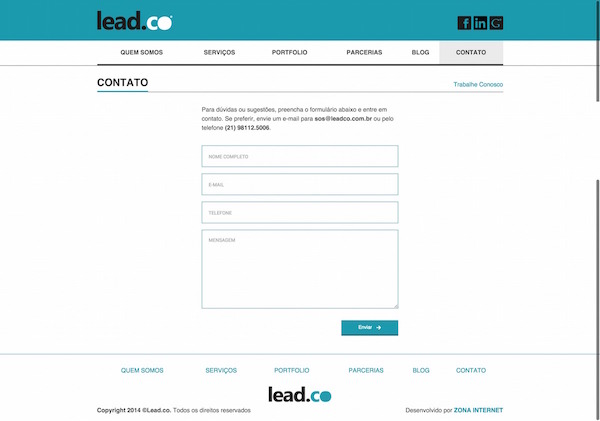 lead.co
QUEM SOMOS SERVIÇOS PORTFOLIO PARCERIAS BLOG CONTATO
CONTATO
Trabalhe Conosco
Para dúvidas ou sugestões, preencha o formulário abaixo e entre em
contato. Se preferir, envie um e-mail para sos@leadco.com.br ou pelo
telefone (21) 98112.5006.
NOME COMPLETO
E-MAIL
TELEFONE
MENSAGEM
Enviar
QUEM SOMOS SERVIÇOS PORTFOLIO PARCERIAS BLOG CONTATO
lead.co
Copyright 2014 ©Lead.co. Todos os direitos reservados
Desenvolvido por ZONA INTERNET